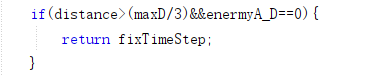 if(distance>(maxD/3)&&enermyA_D==0){
return fixTimeStep;
}